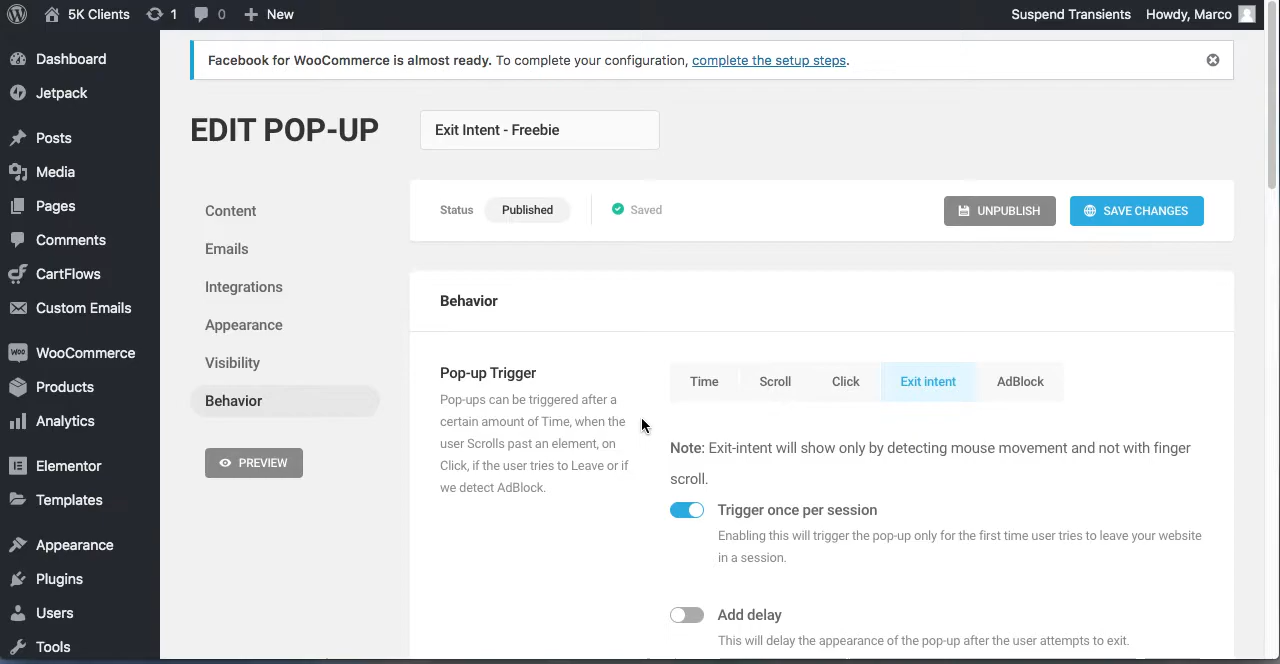 5K Clients 1 0 New Suspend Transients Howdy, Marco
Dashboard
Jetpack
Posts
Media
Pages
Comments
CartFlows
Custom Emails
Woo WooCommerce
Products
Analytics
Elementor
Templates
Appearance
Plugins
Users
Tools
Facebook for WooCommerce is almost ready. To complete your configuration, complete the setup steps.
EDIT POP-UP Exit Intent - Freebie
Content
Emails
Integrations
Appearance
Visibility
Behavior
PREVIEW
Status Published Saved UNPUBLISH SAVE CHANGES
Behavior
Pop-up Trigger
Pop-ups can be triggered after a
certain amount of Time, when the
user Scrolls past an element, on
Click, if the user tries to Leave or if
we detect AdBlock.
Time Scroll Click Exit intent AdBlock
Note: Exit-intent will show only by detecting mouse movement and not with finger
scroll.
Trigger once per session
Enabling this will trigger the pop-up only for the first time user tries to leave your website
in a session.
Add delay
This will delay the appearance of the pop-up after the user attempts to exit.